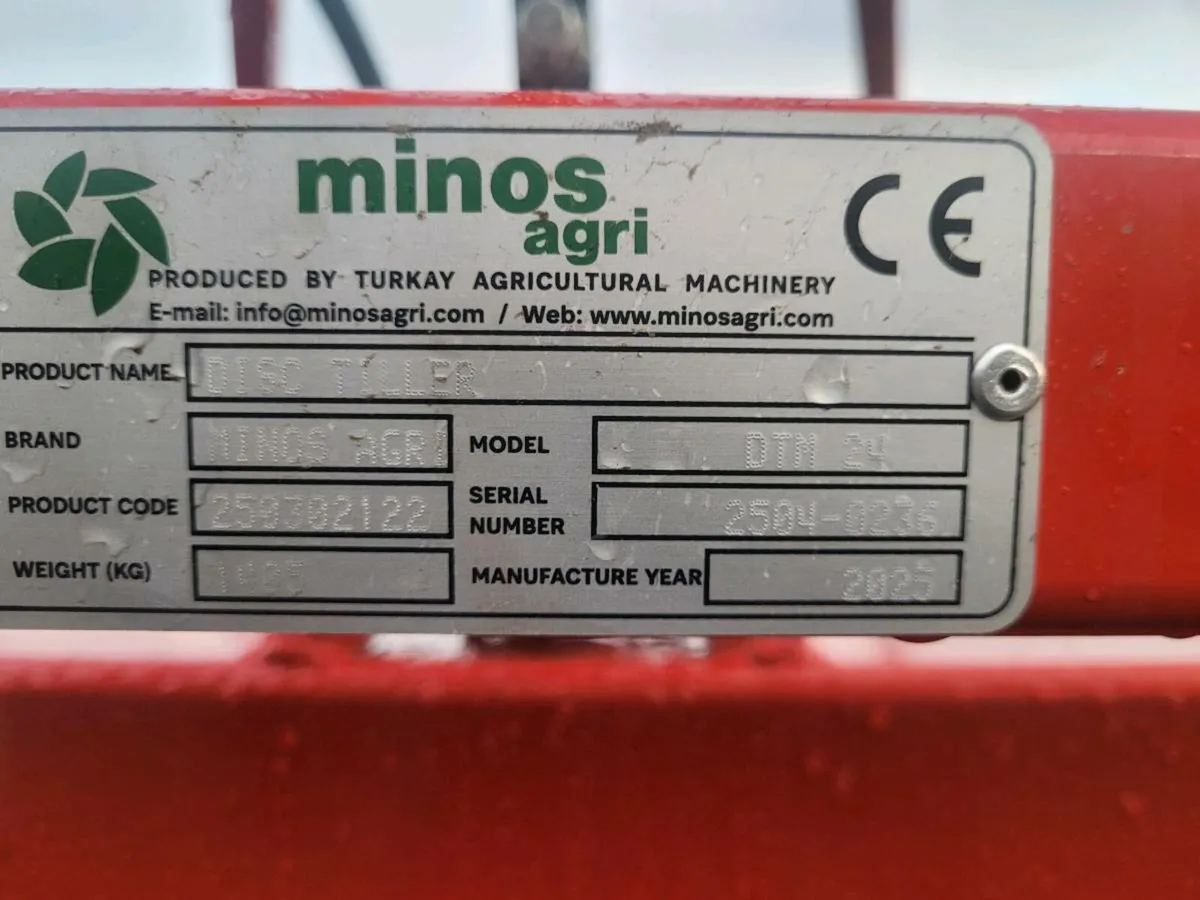 minos
agri
CE
PRODUCED BY TURKAY AGRICULTURAL MACHINERY
E-mail: info@minosagri.com / Web: www.minosagri.com
PRODUCT NAME DISC TILLER
BRAND MINOS AGRI MODEL DTM 24
PRODUCT CODE 250302122 SERIAL NUMBER 2504-0236
WEIGHT (KG) MANUFACTURE YEAR 2025